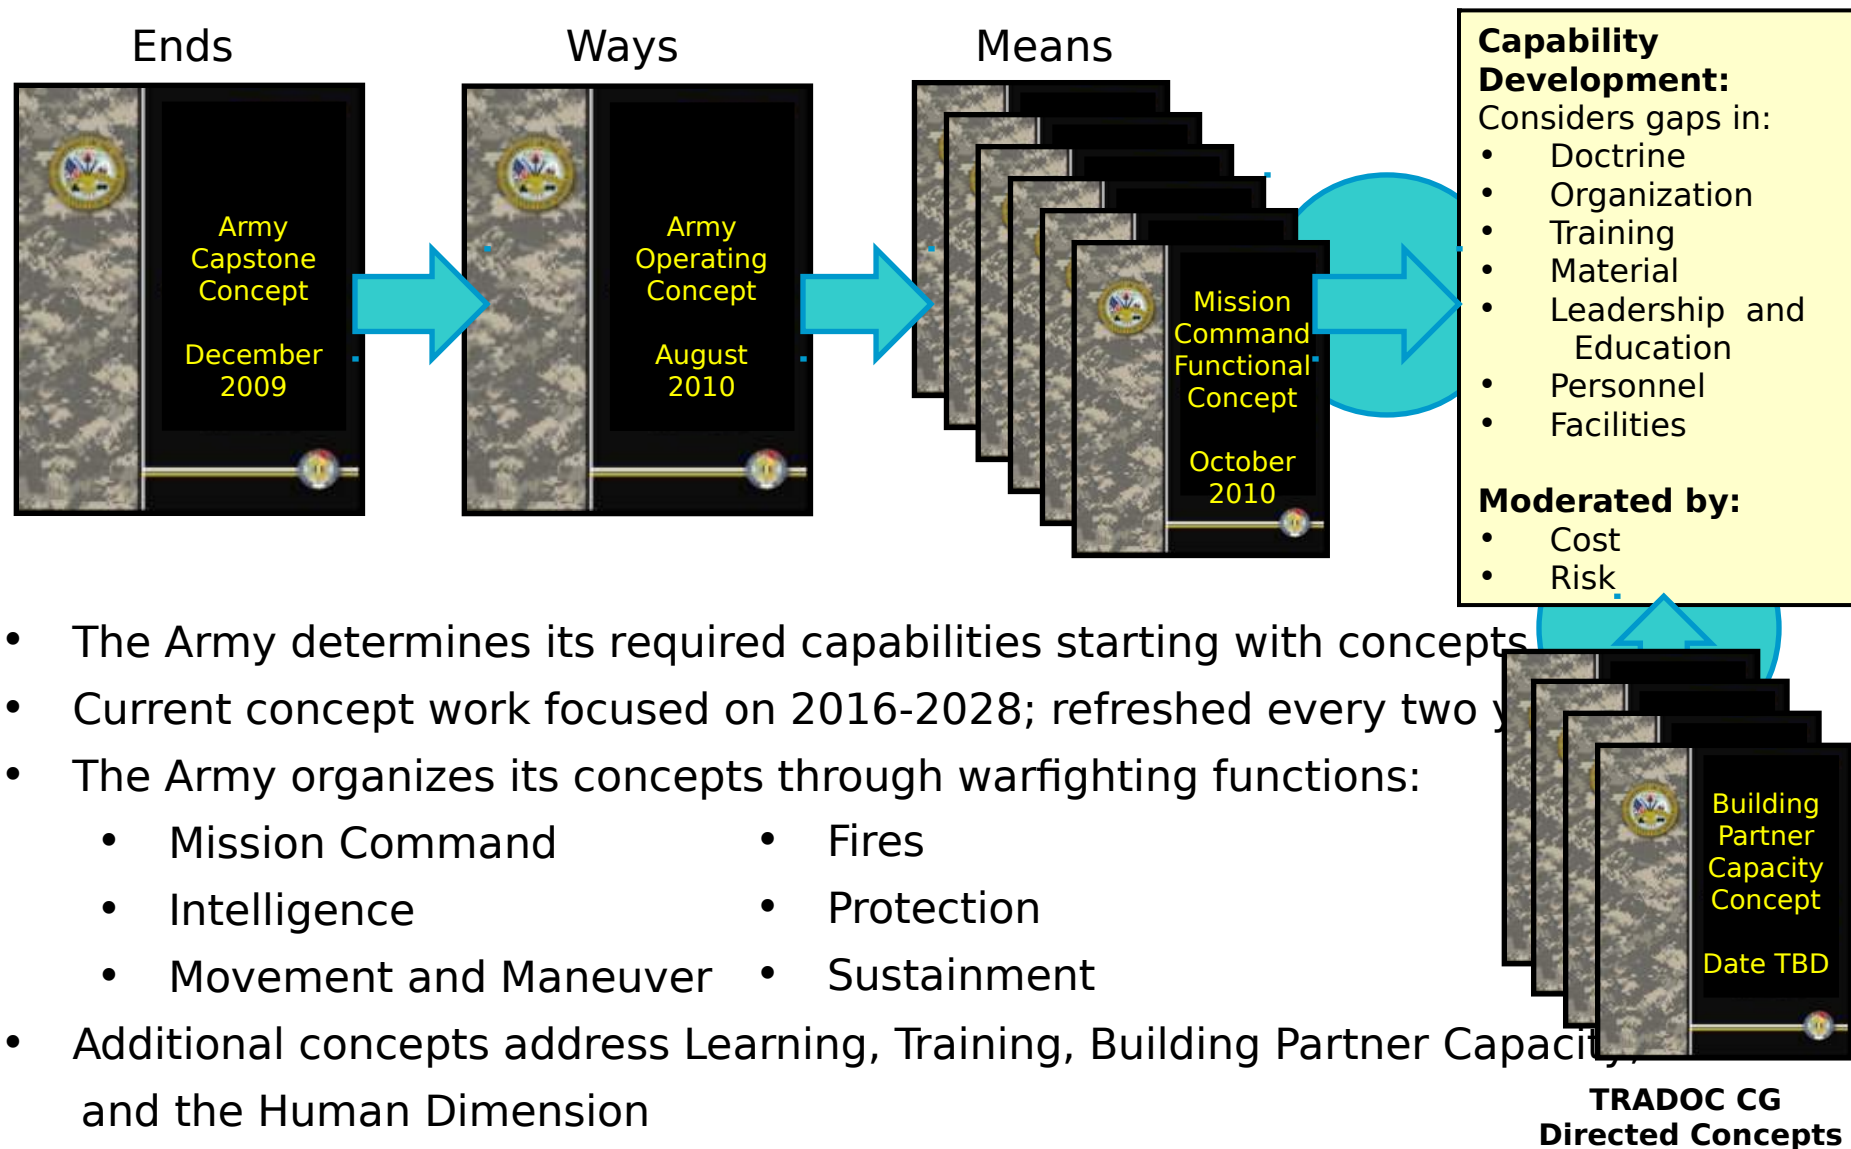 Ends
Ways
Means
Army
Capstone
Concept
December
2009
Army
Operating
Concept
August
2010
Mission
Command
Functional
Concept
October
2010
Capability
Development:
Considers gaps in:
• Doctrine
• Organization
• Training
• Material
• Leadership and
Education
• Personnel
• Facilities
Moderated by:
• Cost
• Risk
• The Army determines its required capabilities starting with concepts
• Current concept work focused on 2016-2028; refreshed every two
• The Army organizes its concepts through warfighting functions:
• Mission Command
• Intelligence
• Movement and Maneuver
• Fires
• Protection
• Sustainment
• Additional concepts address Learning, Training, Building Partner Capacity,
and the Human Dimension
Building
Partner
Capacity
Concept
Date TBD
TRADOC CG
Directed Concepts